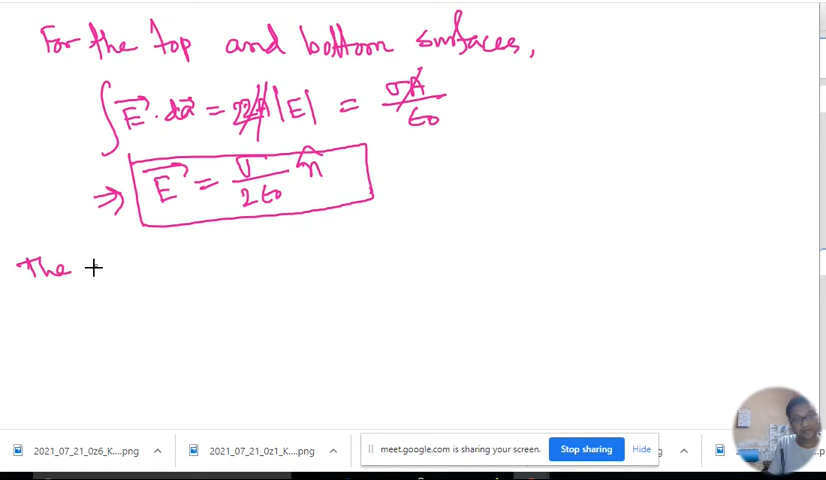 For the top and bottom surfaces,
∫ E⃗ · da⃗ = 2A |E| = σA/ε₀
⇒ E⃗ = σ/2ε₀ n̂
The
2021_07_21_0z6_K....png
2021_07_21_0z1_K....png
meet.google.com is sharing your screen.
Stop sharing
Hide